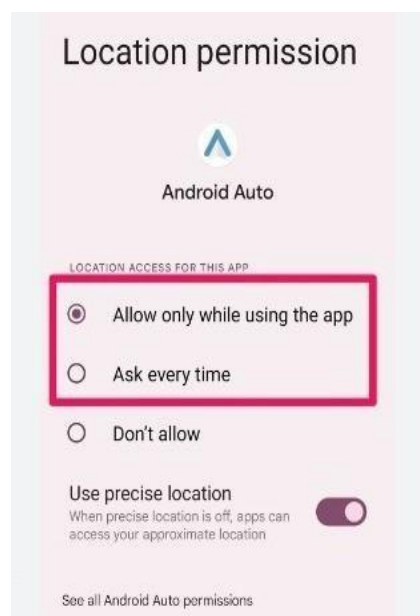 Location permission
Android Auto
LOCATION ACCESS FOR THIS APP
Allow only while using the app
Ask every time
Don't allow
Use precise location
When precise location is off, apps can
access your approximate location
See all Android Auto permissions